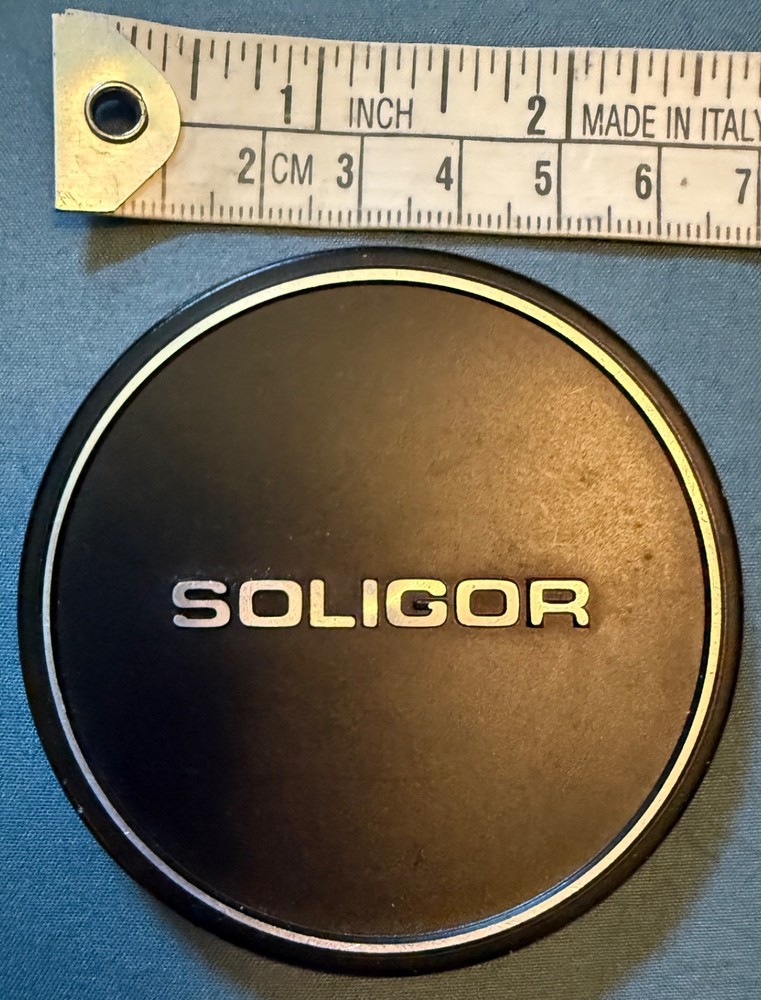 1 INCH 2 MADE IN ITALY
2 CM 3 4 5 6 7
SOLIGOR